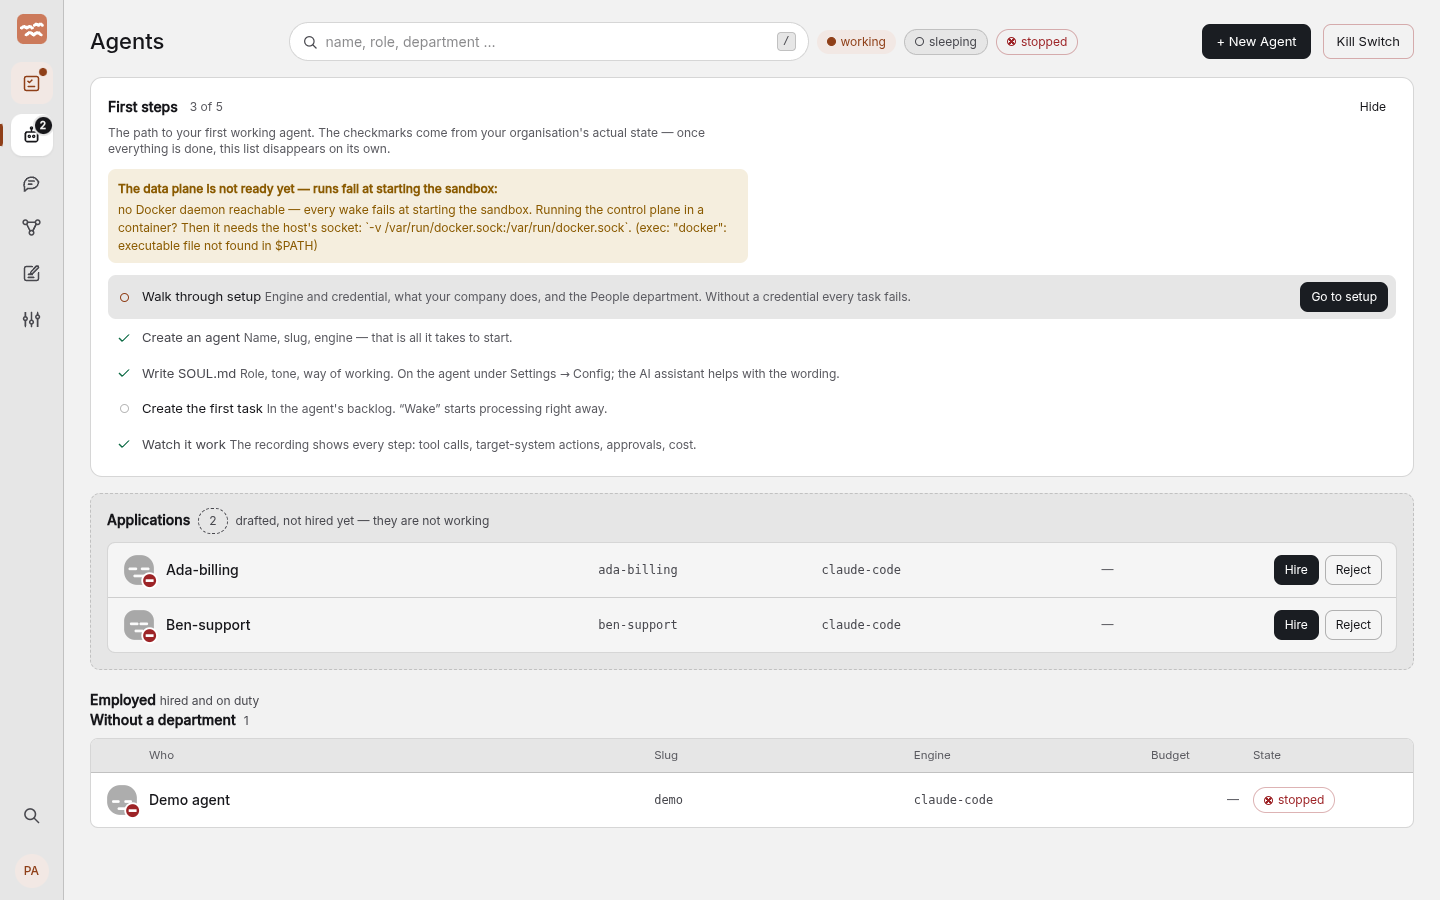 Agents
name, role, department ...
/
working
sleeping
stopped
+ New Agent
Kill Switch
2
First steps 3 of 5
Hide
The path to your first working agent. The checkmarks come from your organisation's actual state — once
everything is done, this list disappears on its own.
The data plane is not ready yet — runs fail at starting the sandbox:
no Docker daemon reachable — every wake fails at starting the sandbox. Running the control plane in a
container? Then it needs the host's socket: `-v /var/run/docker.sock:/var/run/docker.sock`. (exec: "docker":
executable file not found in $PATH)
Walk through setup Engine and credential, what your company does, and the People department. Without a credential every task fails.
Go to setup
Create an agent Name, slug, engine — that is all it takes to start.
Write SOUL.md Role, tone, way of working. On the agent under Settings → Config; the AI assistant helps with the wording.
Create the first task In the agent's backlog. “Wake” starts processing right away.
Watch it work The recording shows every step: tool calls, target-system actions, approvals, cost.
Applications 2 drafted, not hired yet — they are not working
Ada-billing ada-billing claude-code — Hire Reject
Ben-support ben-support claude-code — Hire Reject
Employed hired and on duty
Without a department 1
Who Slug Engine Budget State
Demo agent demo claude-code — stopped
PA